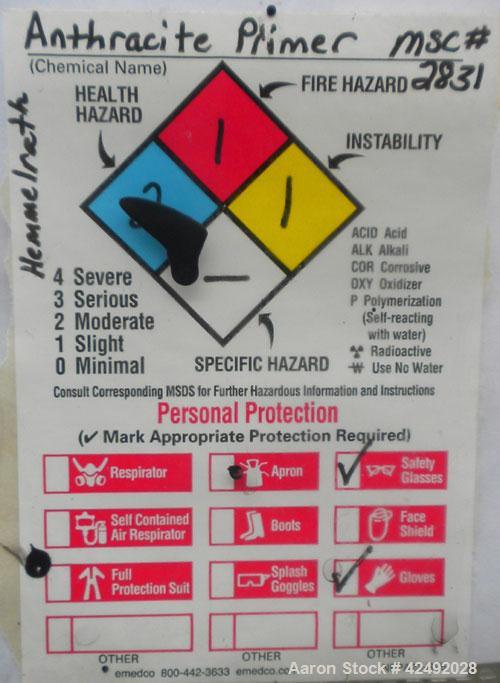 Anthracite Primer msc#
2831
(Chemical Name)
Hemmelrath
HEALTH
HAZARD
FIRE HAZARD
INSTABILITY
1
2
1
—
4 Severe
3 Serious
2 Moderate
1 Slight
0 Minimal
ACID Acid
ALK Alkali
COR Corrosive
OXY Oxidizer
P Polymerization
(Self-reacting
with water)
Radioactive
W Use No Water
SPECIFIC HAZARD
Consult Corresponding MSDS for Further Hazardous Information and Instructions
Personal Protection
(✓ Mark Appropriate Protection Required)
Respirator
Apron
✓ Safety
Glasses
Self Contained
Air Respirator
Boots
Face
Shield
Full
Protection Suit
Splash
Goggles
✓ Gloves
OTHER
OTHER
OTHER
emedco 800-442-3633 emedco.co
Aaron Stock # 42492028